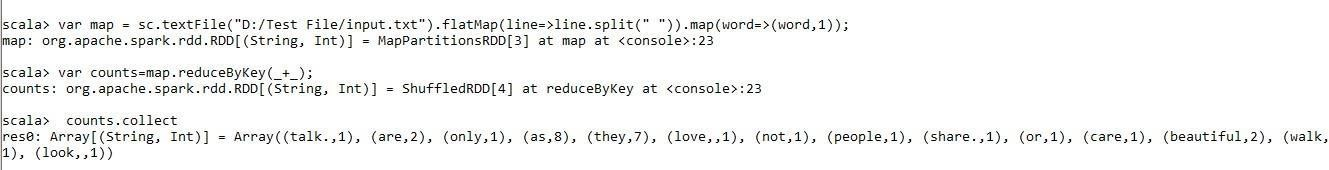 scala> var map = sc.textFile("D:/Test File/input.txt").flatMap(line=>line.split(" ")).map(word=>(word,1));
map: org.apache.spark.rdd.RDD[(String, Int)] = MapPartitionsRDD[3] at map at <console>:23
scala> var counts=map.reduceByKey(_+_);
counts: org.apache.spark.rdd.RDD[(String, Int)] = ShuffledRDD[4] at reduceByKey at <console>:23
scala>  counts.collect
res0: Array[(String, Int)] = Array((talk.,1), (are,2), (only,1), (as,8), (they,7), (love,,1), (not,1), (people,1), (share.,1), (or,1), (care,1), (beautiful,2), (walk,
1), (look,,1))